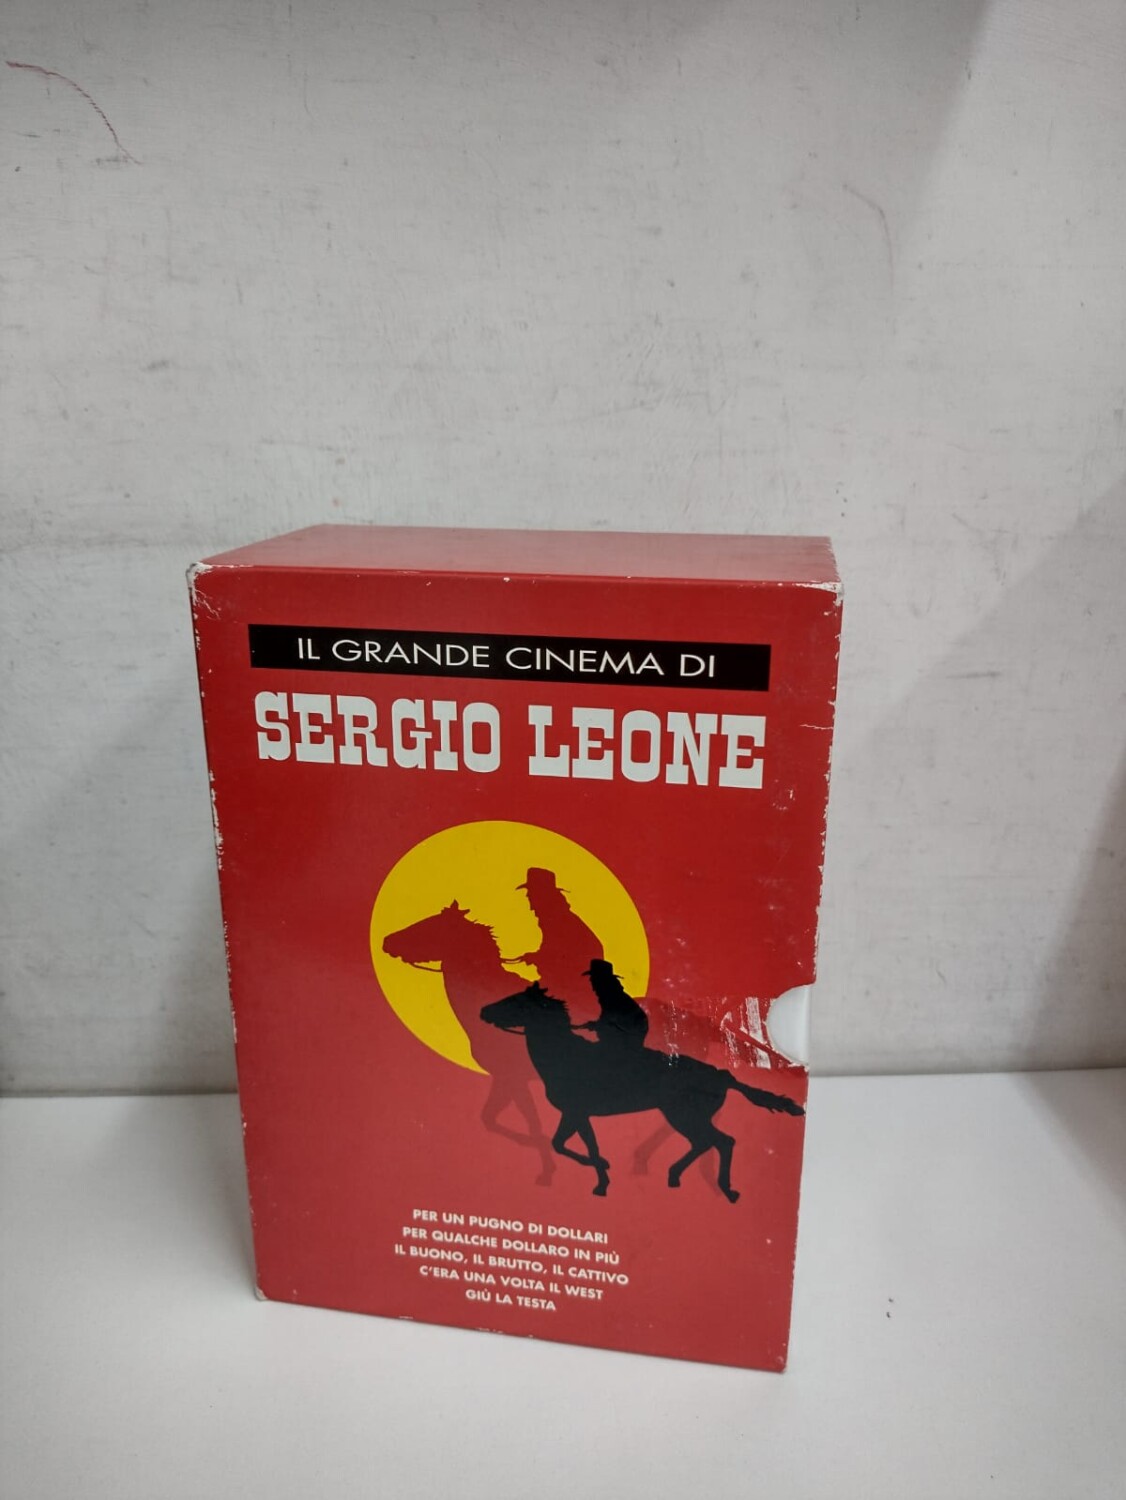 IL GRANDE CINEMA DI
SERGIO LEONE
PER UN PUGNO DI DOLLARI
PER QUALCHE DOLLARO IN PIÙ
IL BUONO, IL BRUTTO, IL CATTIVO
C'ERA UNA VOLTA IL WEST
GIÙ LA TESTA